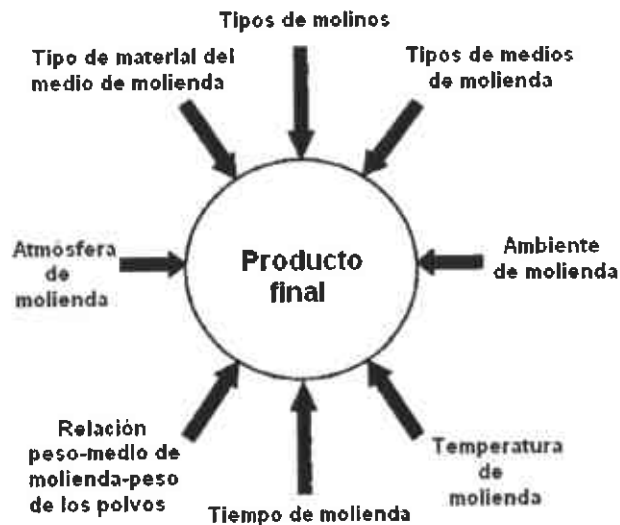 Tipos de molinos
Tipo de material del
medio de molienda
Tipos de medios
de molienda
Atmósfera
de
molienda
Producto
final
Ambiente
de molienda
Relación
peso-medio de
molienda-peso
de los polvos
Tiempo de molienda
Temperatura
de
molienda